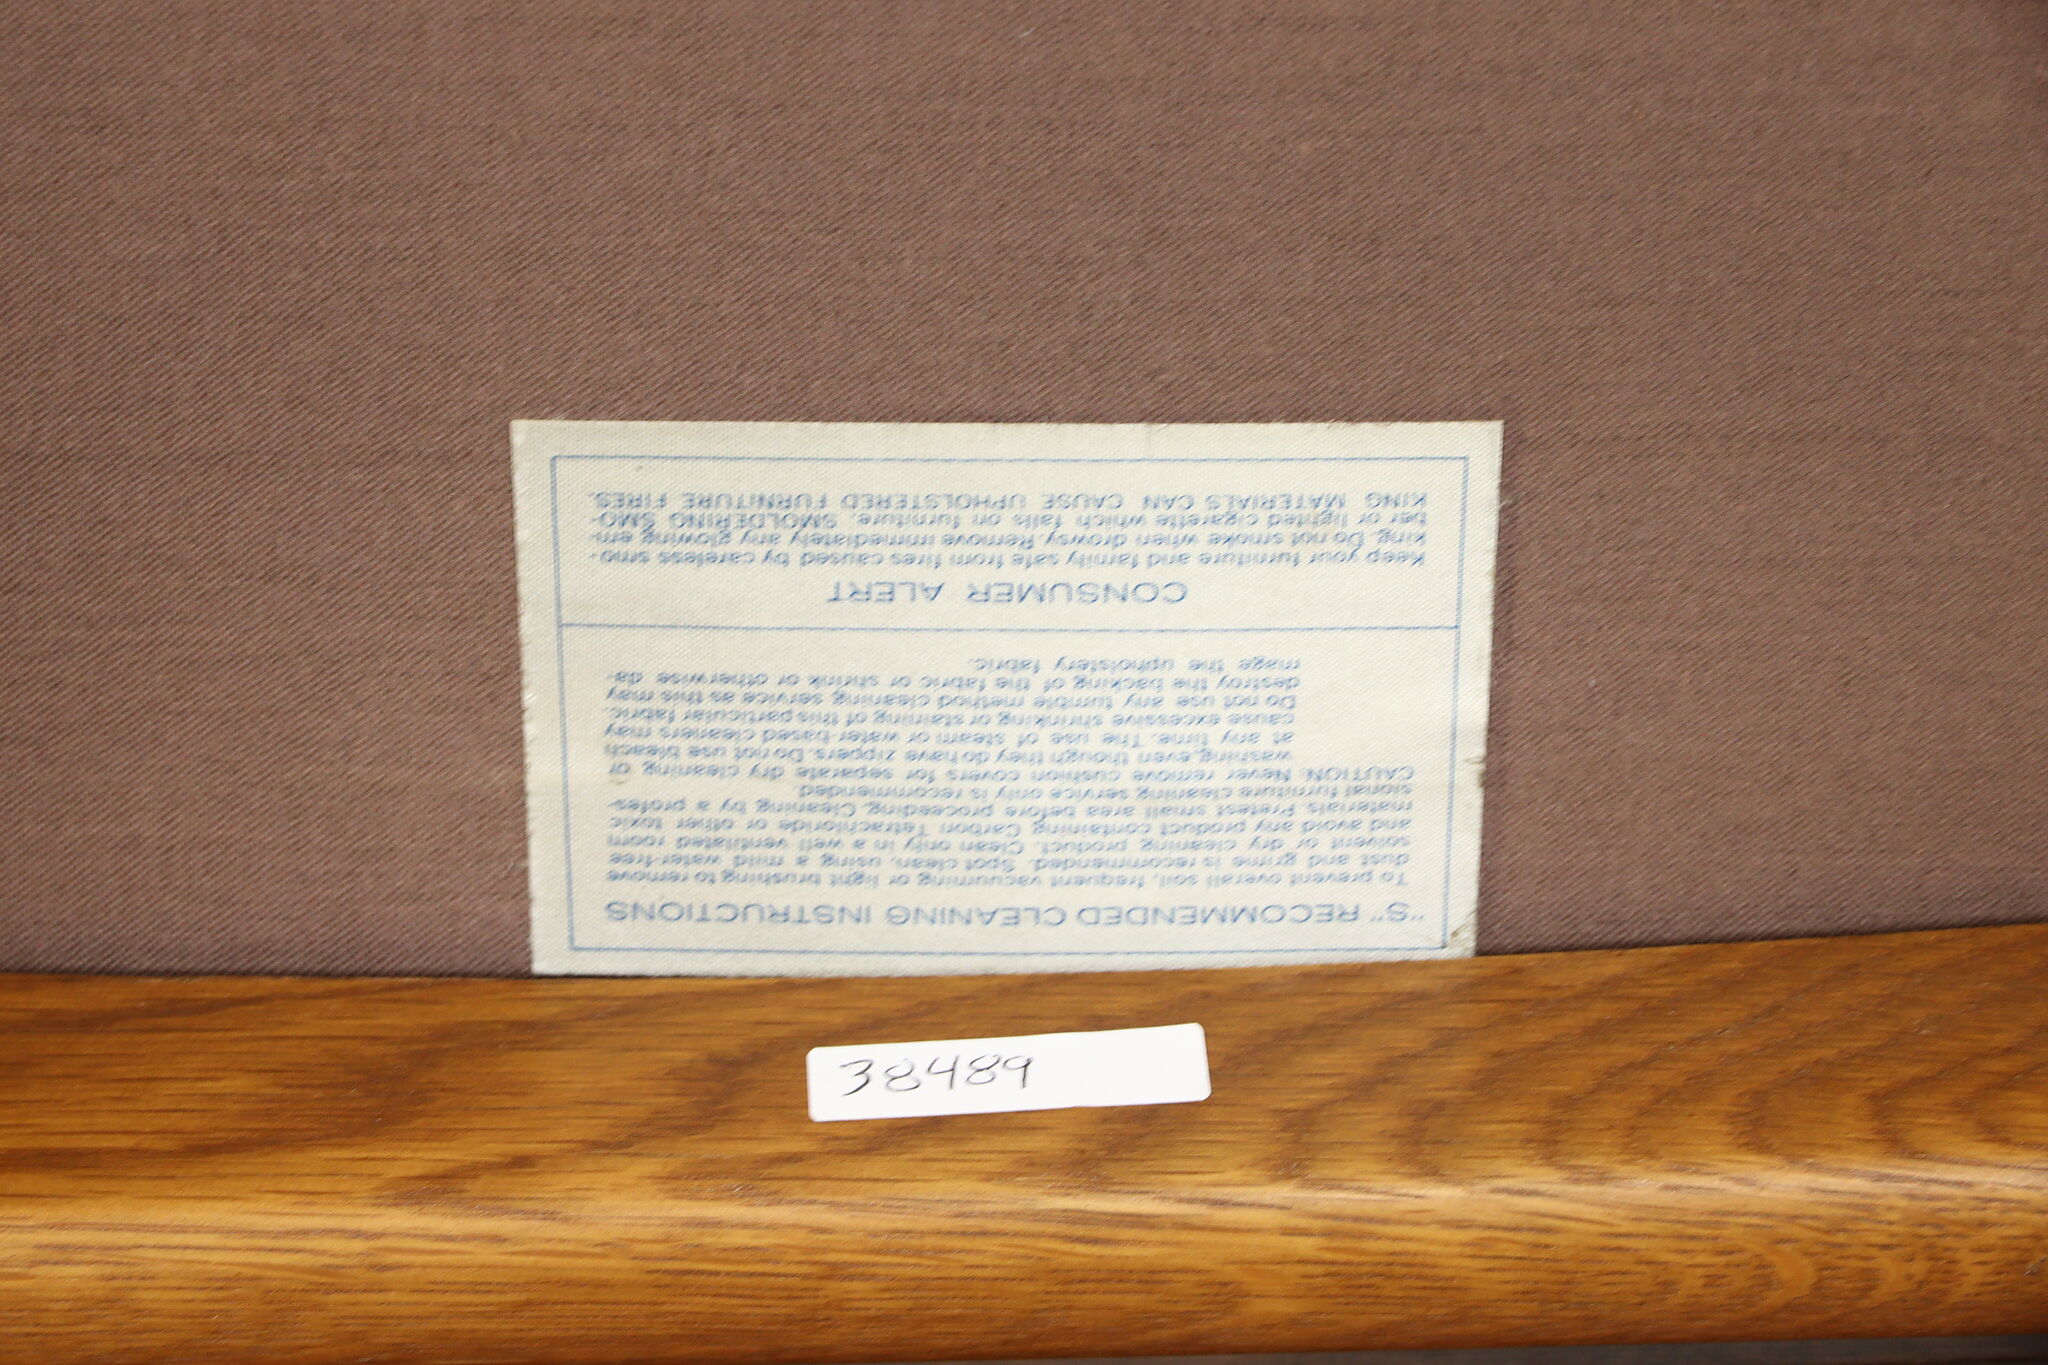 "S" RECOMMENDED CLEANING INSTRUCTIONS
To prevent overall soil, frequent vacuuming or light brushing to remove
dust and grime is recommended. Spot clean, using a mild water-free
solvent or dry cleaning product. Clean only in a well ventilated room
and avoid any product containing Carbon Tetrachloride or other toxic
materials. Pretest small area before proceeding. Cleaning by a profes-
sional furniture cleaning service only is recommended.
CAUTION: Never remove cushion covers for separate dry cleaning or
washing, even though they do have zippers. Do not use bleach
at any time. The use of steam or water-based cleaners may
cause excessive shrinking or staining of this particular fabric.
Do not use any tumble method cleaning service as this may
destroy the backing of the fabric or shrink or otherwise da-
mage the upholstery fabric.
CONSUMER ALERT
Keep your furniture and family safe from fires caused by careless smo-
king. Do not smoke when drowsy. Remove immediately any glowing em-
ber or lighted cigarette which falls on furniture. SMOLDERING SMO-
KING MATERIALS CAN CAUSE UPHOLSTERED FURNITURE FIRES.
38489